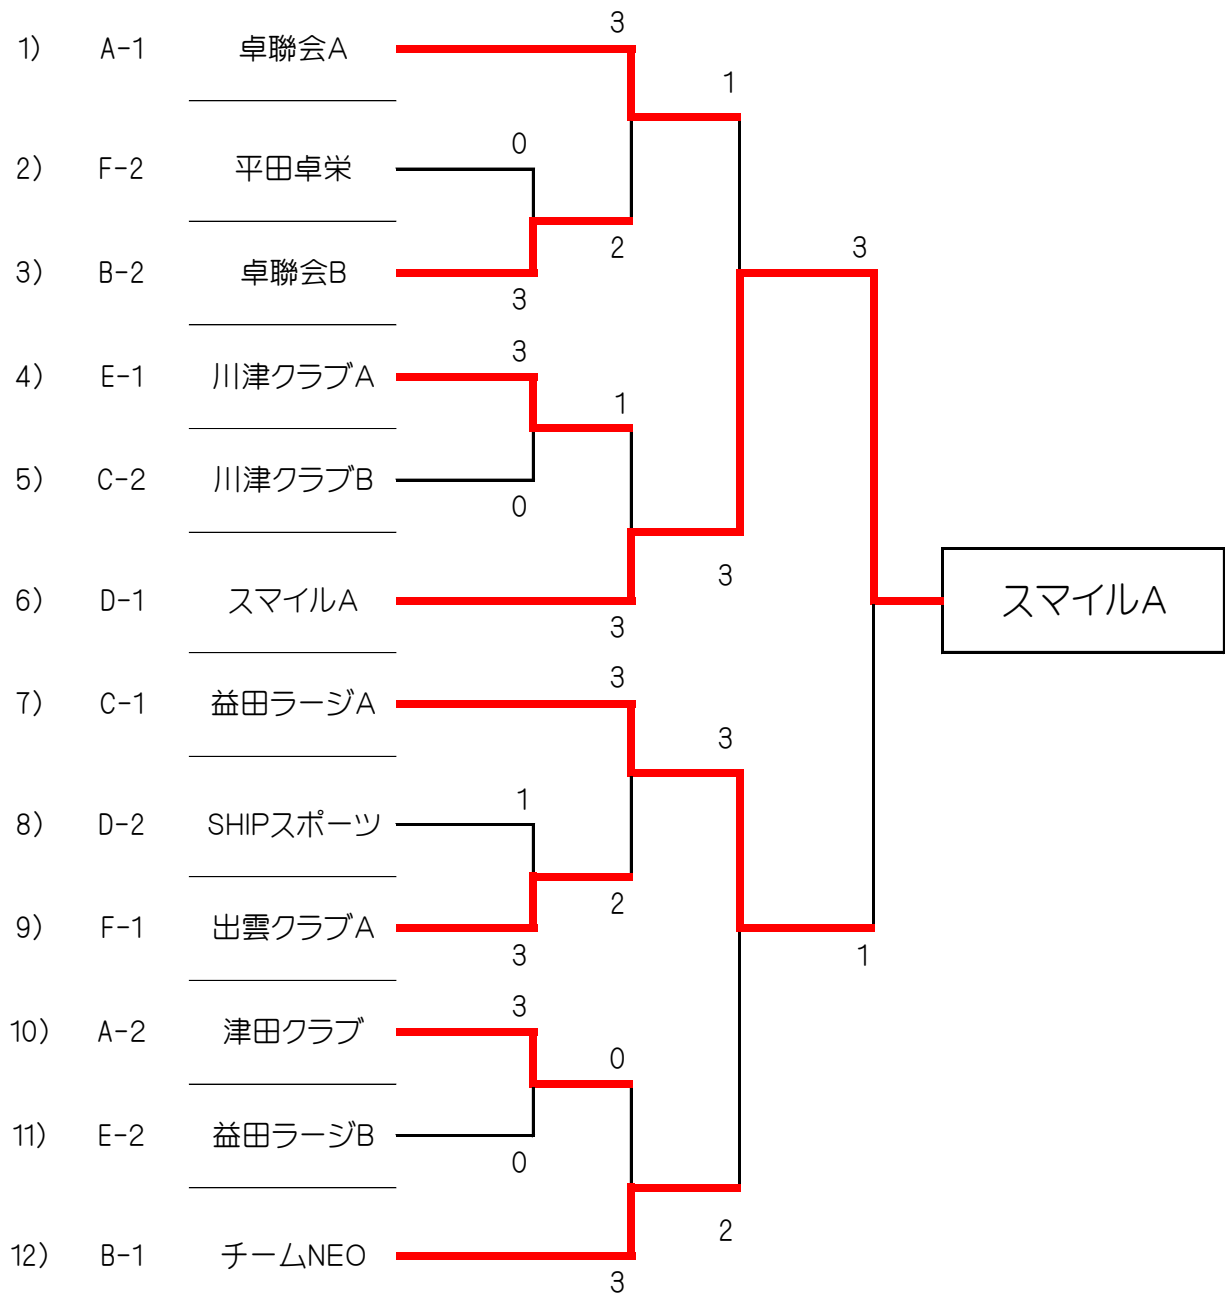 3
1) A-1 卓聯会A
1
0
2) F-2 平田卓栄
2
3
3) B-2 卓聯会B
3
3
4) E-1 川津クラブA
1
5) C-2 川津クラブB
0
3
6) D-1 スマイルA
スマイルA
3
3
7) C-1 益田ラージA
3
1
8) D-2 SHIPスポーツ
2
9) F-1 出雲クラブA
3
1
3
10) A-2 津田クラブ
0
11) E-2 益田ラージB
0
2
12) B-1 チームNEO
3